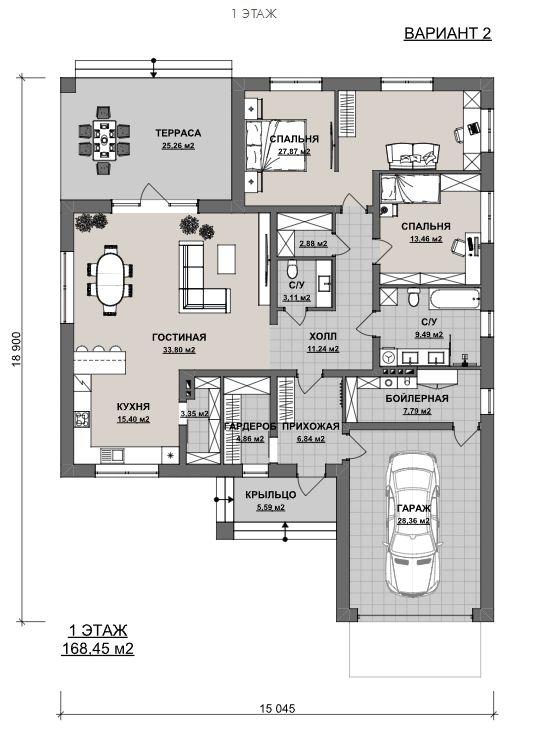 1 ЭТАЖ
ВАРИАНТ 2
ТЕРРАСА
25.26 м2
СПАЛЬНЯ
27.87 м2
СПАЛЬНЯ
13.46 м2
2.88 м2
С/У
3.11 м2
С/У
9.49 м2
ГОСТИНАЯ
33.80 м2
ХОЛЛ
11.24 м2
18 900
БОЙЛЕРНАЯ
7.79 м2
КУХНЯ
15.40 м2
3.35 м2
ГАРДЕРОБ
4.86 м2
ПРИХОЖАЯ
6.84 м2
КРЫЛЬЦО
5.59 м2
ГАРАЖ
28.36 м2
1 ЭТАЖ
168,45 м2
15 045